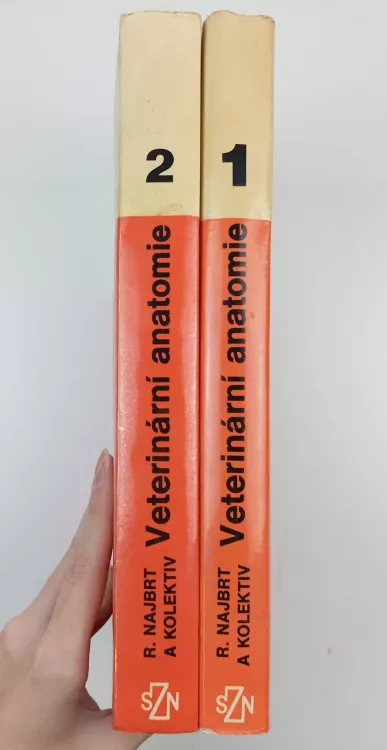 2
Veterinární anatomie
R. NAJBRT
A KOLEKTIV
SZN
1
Veterinární anatomie
R. NAJBRT
A KOLEKTIV
SZN